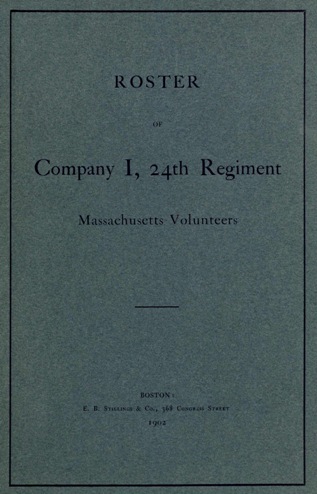 ROSTER
OF
Company I, 24th Regiment
Massachusetts Volunteers
BOSTON:
E. B. Stillings & Co., 368 Congress Street
1902